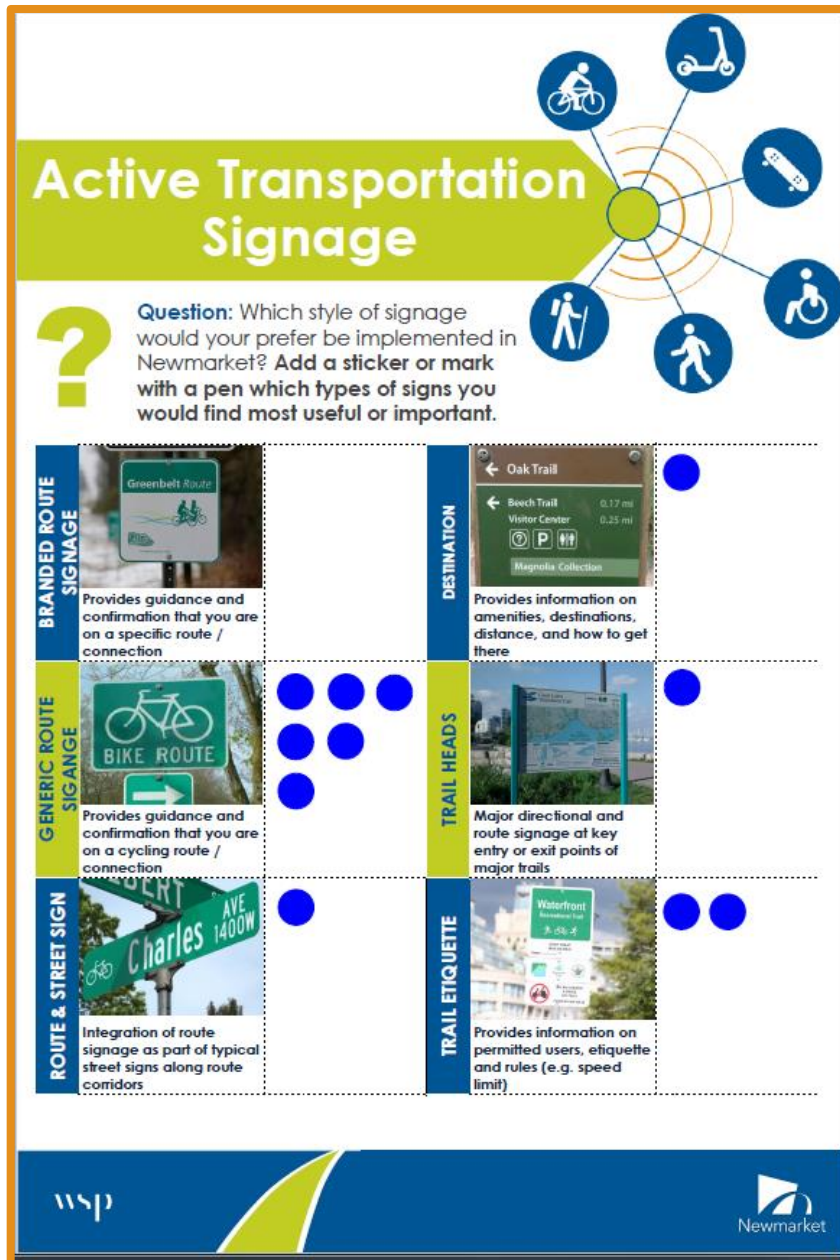 Active Transportation
Signage
?
Question: Which style of signage
would your prefer be implemented in
Newmarket? Add a sticker or mark
with a pen which types of signs you
would find most useful or important.
BRANDED ROUTE
SIGNAGE
Greenbelt Route
Provides guidance and
confirmation that you are
on a specific route /
connection
DESTINATION
Oak Trail
Beech Trail 0.17 mi
Visitor Center 0.25 mi
? P
Magnolia Collection
Provides information on
amenities, destinations,
distance, and how to get
there
GENERIC ROUTE
SIGANGE
BIKE ROUTE
Provides guidance and
confirmation that you are
on a cycling route /
connection
TRAIL HEADS
Major directional and
route signage at key
entry or exit points of
major trails
ROUTE & STREET SIGN
Charles AVE
1400W
Integration of route
signage as part of typical
street signs along route
corridors
TRAIL ETIQUETTE
Waterfront
Recreational Trail
Provides information on
permitted users, etiquette
and rules (e.g. speed
limit)
wsp
Newmarket